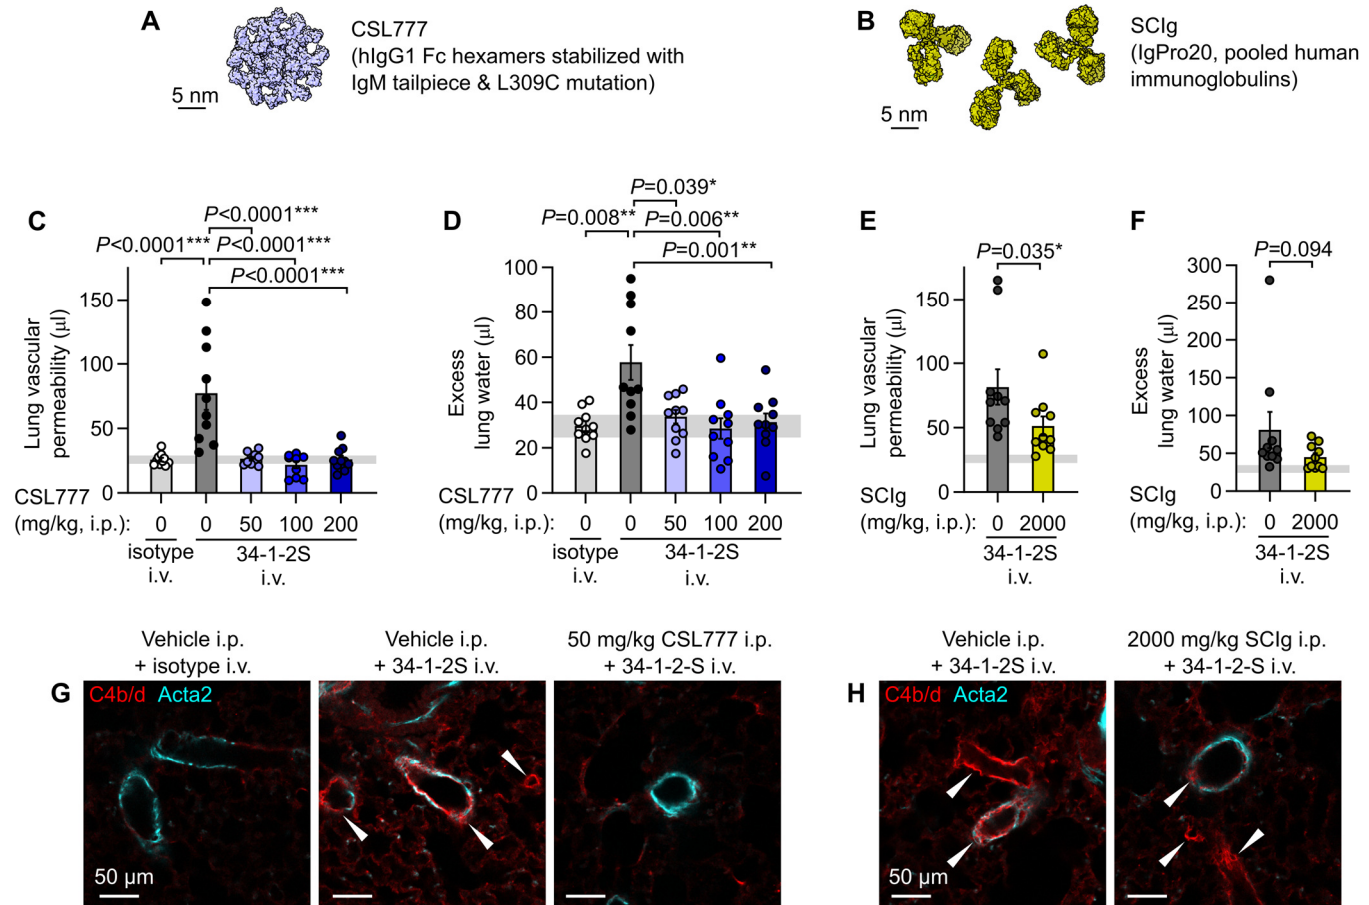 A
CSL777
(hIgG1 Fc hexamers stabilized with
IgM tailpiece & L309C mutation)
5 nm
B
SCIg
(IgPro20, pooled human
immunoglobulins)
5 nm
C
P<0.0001***
P<0.0001*** P<0.0001***
P<0.0001***
Lung vascular
permeability (µl)
150
100
50
0
CSL777
(mg/kg, i.p.): 0 0 50 100 200
isotype 34-1-2S
i.v. i.v.
D
P=0.039*
P=0.008** P=0.006**
P=0.001**
Excess
lung water (µl)
100
80
60
40
20
0
CSL777
(mg/kg, i.p.): 0 0 50 100 200
isotype 34-1-2S
i.v. i.v.
E
P=0.035*
Lung vascular
permeability (µl)
150
100
50
0
SCIg
(mg/kg, i.p.): 0 2000
34-1-2S
i.v.
F
P=0.094
Excess
lung water (µl)
300
250
200
150
100
50
0
SCIg
(mg/kg, i.p.): 0 2000
34-1-2S
i.v.
G
Vehicle i.p.
+ isotype i.v.
Vehicle i.p.
+ 34-1-2S i.v.
50 mg/kg CSL777 i.p.
+ 34-1-2-S i.v.
C4b/d Acta2
50 µm
H
Vehicle i.p.
+ 34-1-2S i.v.
2000 mg/kg SCIg i.p.
+ 34-1-2-S i.v.
C4b/d Acta2
50 µm